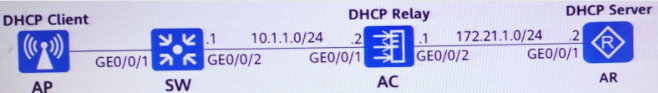 DHCP Client
DHCP Relay
DHCP Server
.1 10.1.1.0/24 .2
.1 172.21.1.0/24 .2
GE0/0/1
GE0/0/2
GE0/0/1
GE0/0/2
GE0/0/1
R
AP
SW
AC
AR